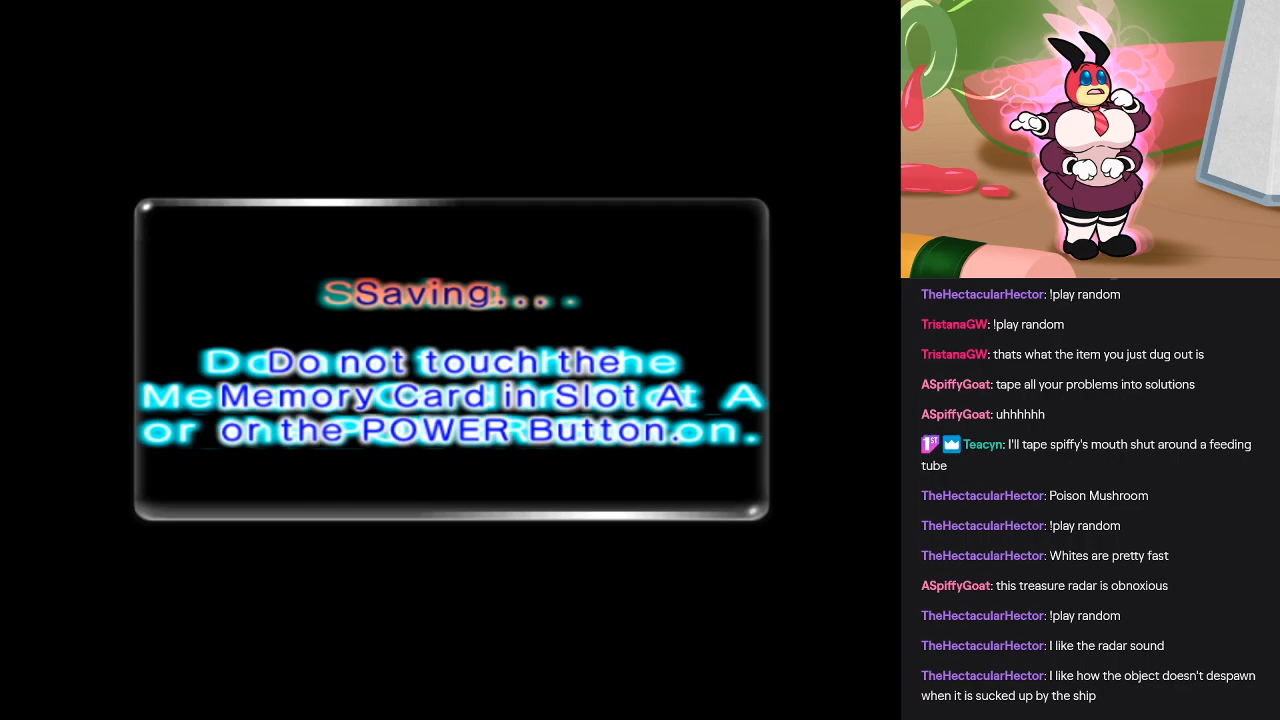 Saving...
Do not touch the
Memory Card in Slot A
or the POWER Button.
TheHectacularHector: !play random
TristanaGW: !play random
TristanaGW: thats what the item you just dug out is
ASpiffyGoat: tape all your problems into solutions
ASpiffyGoat: uhhhhhh
1ST Teacyn: I'll tape spiffy's mouth shut around a feeding
tube
TheHectacularHector: Poison Mushroom
TheHectacularHector: !play random
TheHectacularHector: Whites are pretty fast
ASpiffyGoat: this treasure radar is obnoxious
TheHectacularHector: !play random
TheHectacularHector: I like the radar sound
TheHectacularHector: I like how the object doesn't despawn
when it is sucked up by the ship